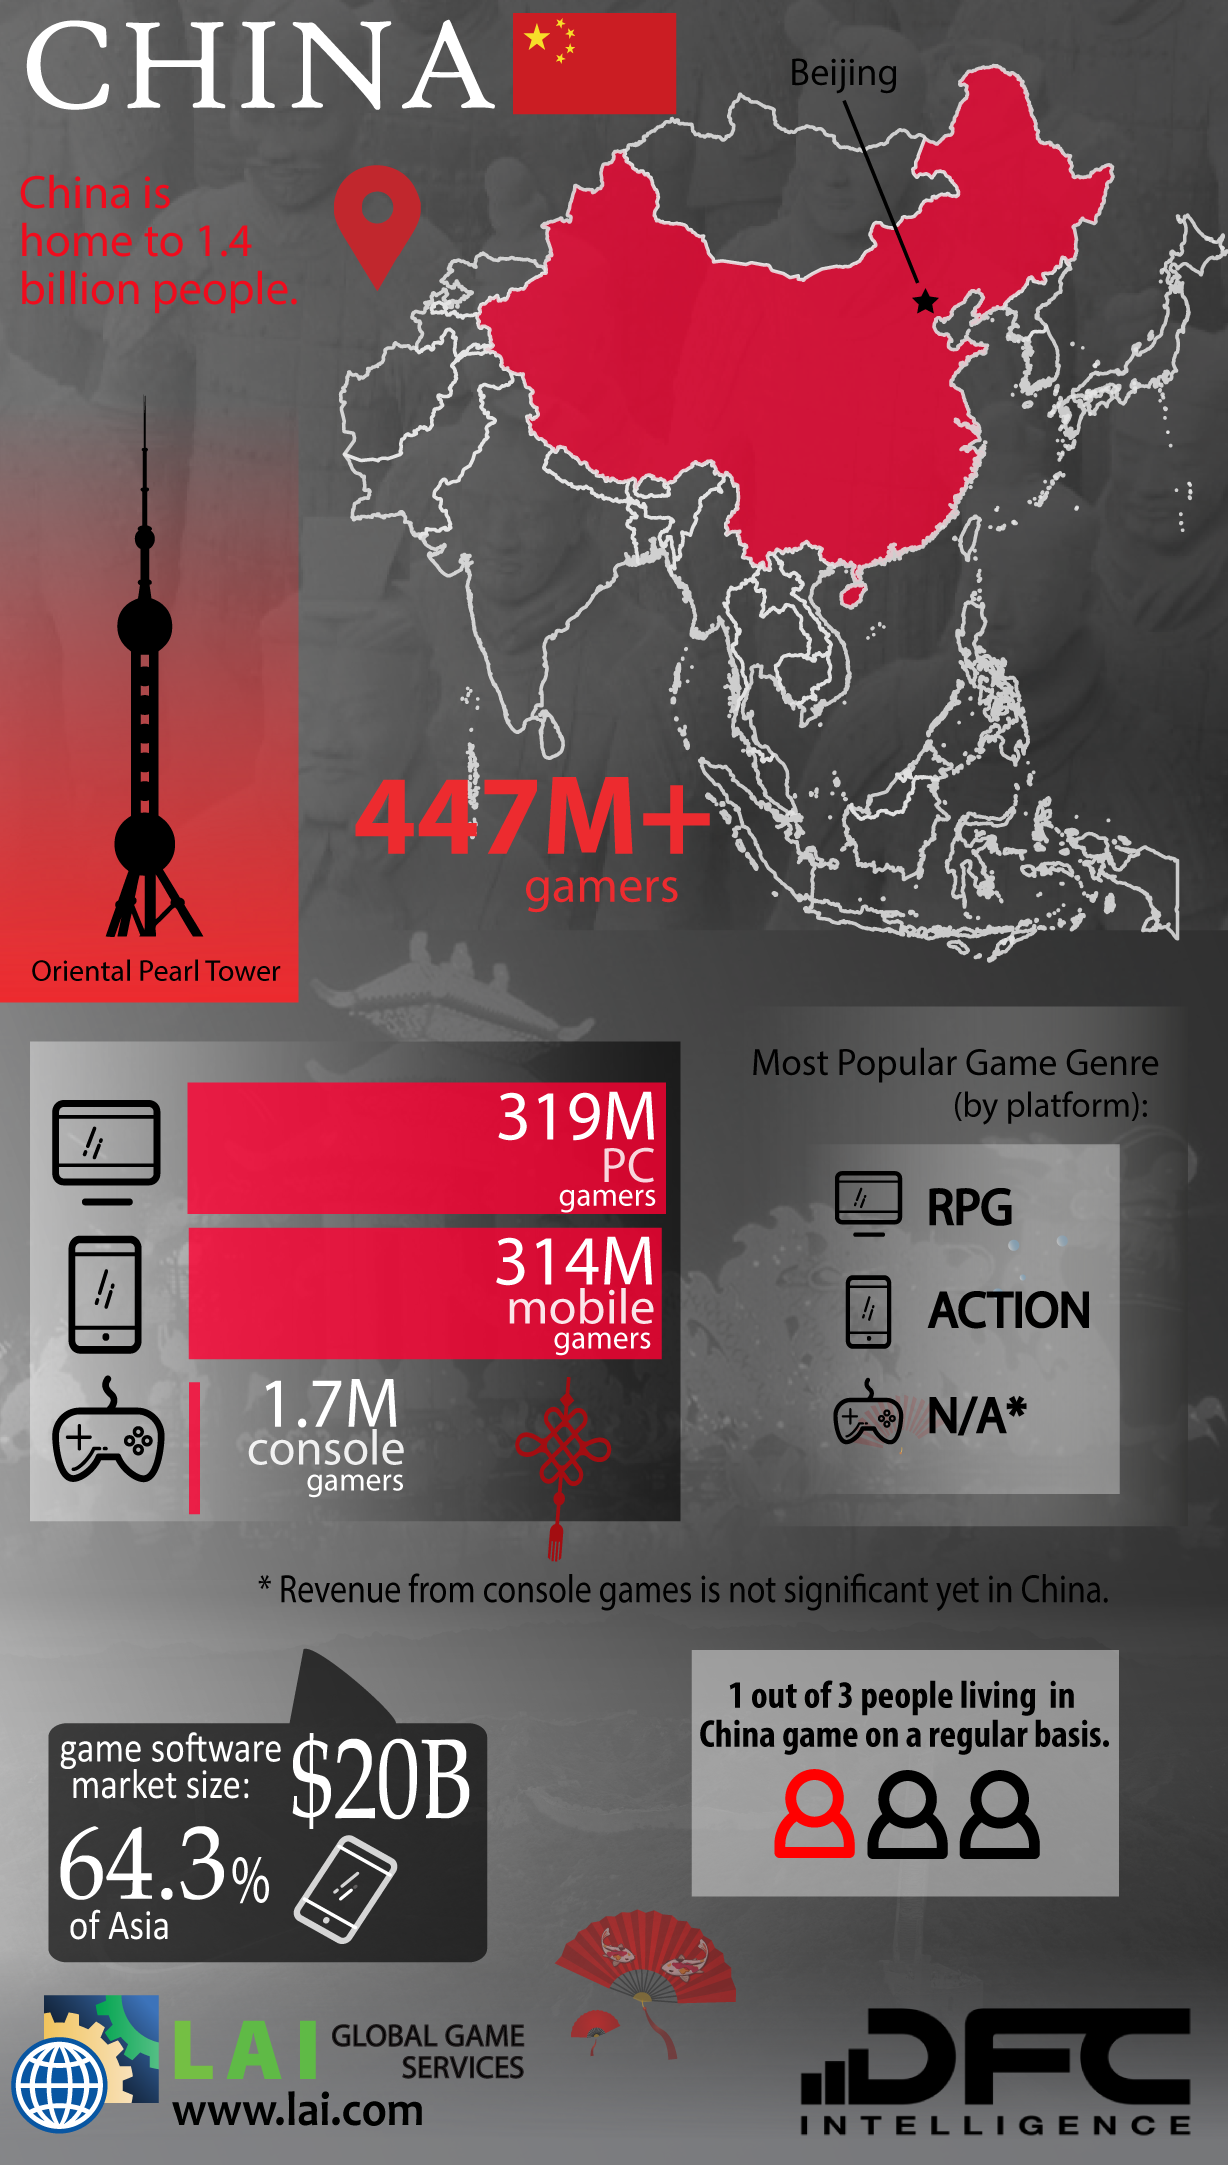 CHINA
Beijing
China is
home to 1.4
billion people.
447M+
gamers
Oriental Pearl Tower
319M
PC
gamers
314M
mobile
gamers
1.7M
console
gamers
Most Popular Game Genre
(by platform):
RPG
ACTION
N/A*
* Revenue from console games is not significant yet in China.
game software
market size:
$20B
64.3%
of Asia
1 out of 3 people living in
China game on a regular basis.
LAI
GLOBAL GAME
SERVICES
www.lai.com
DFC
INTELLIGENCE